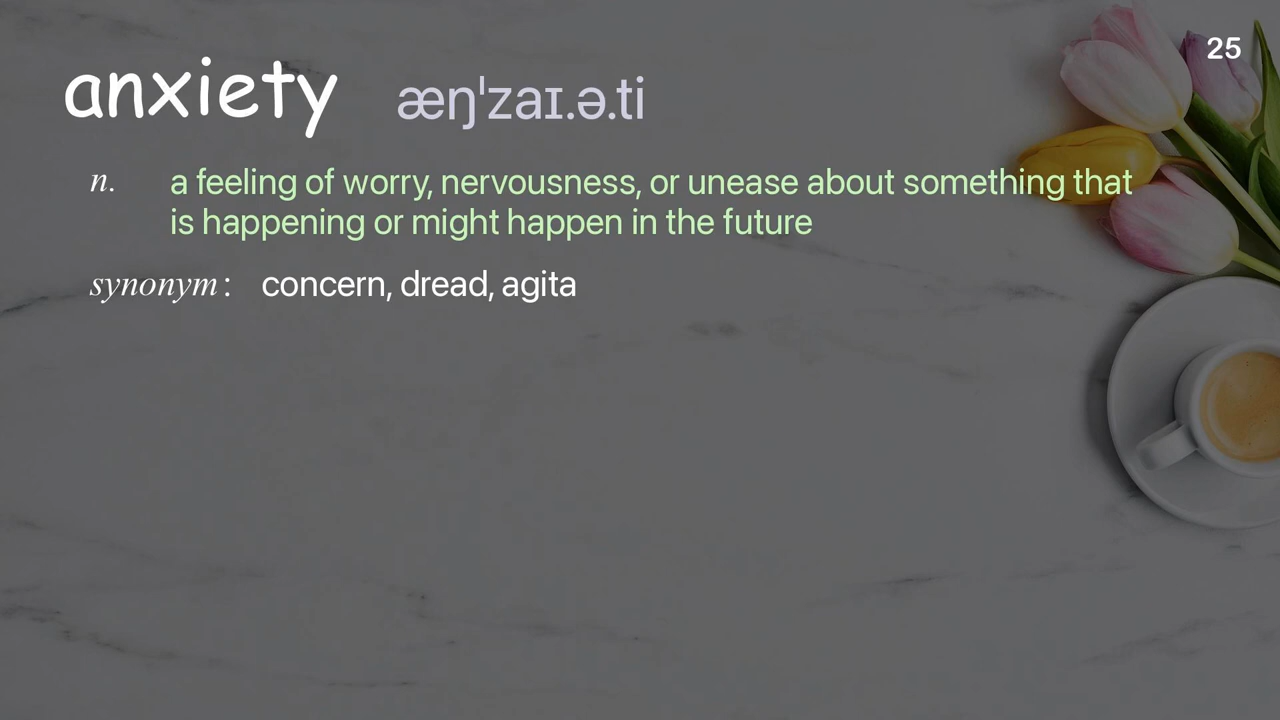 25
anxiety æŋˈzaɪ.ə.ti
n. a feeling of worry, nervousness, or unease about something that
is happening or might happen in the future
synonym: concern, dread, agita